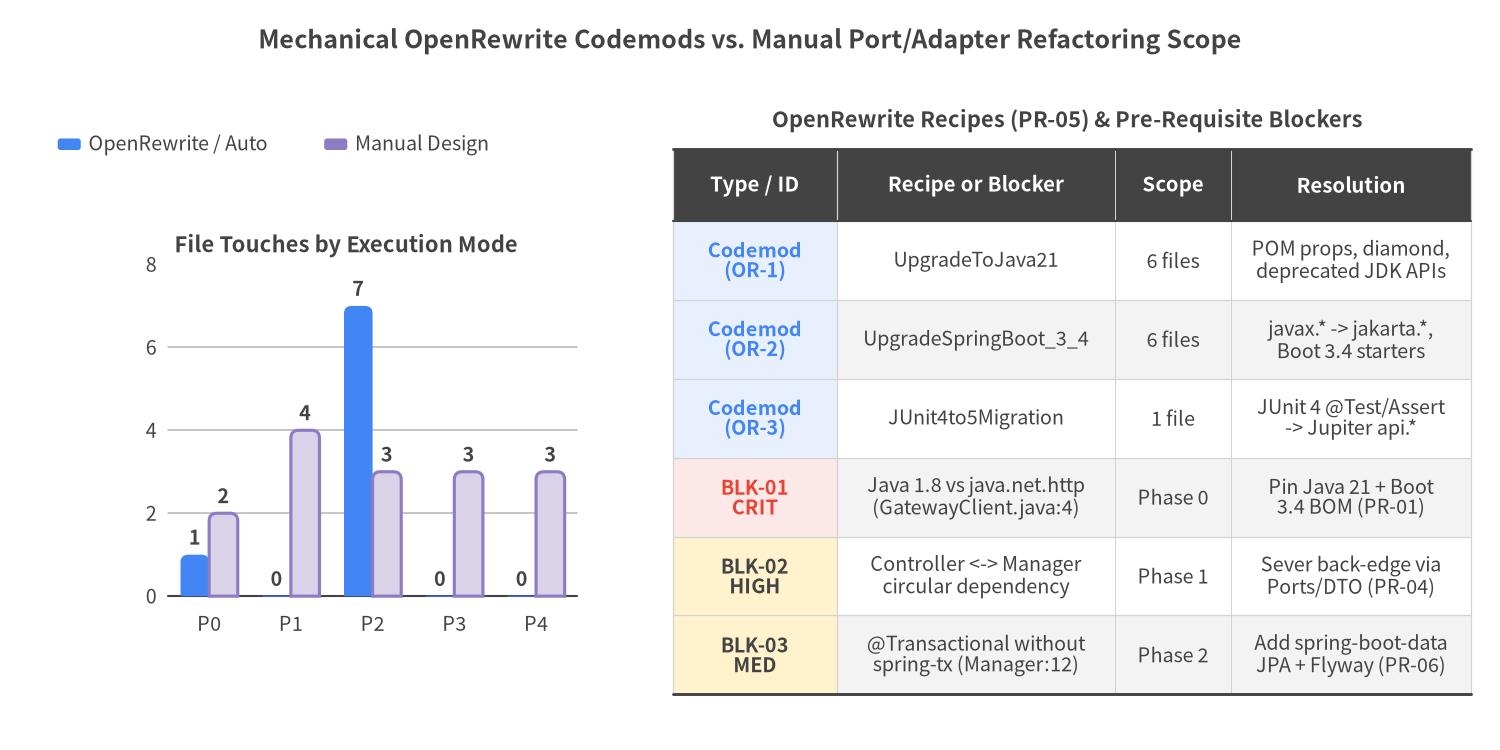 Mechanical OpenRewrite Codemods vs. Manual Port/Adapter Refactoring Scope
OpenRewrite / Auto
Manual Design
File Touches by Execution Mode
8
6
4
2
0
1
2
0
4
7
3
0
3
0
3
P0
P1
P2
P3
P4
OpenRewrite Recipes (PR-05) & Pre-Requisite Blockers
Type / ID
Recipe or Blocker
Scope
Resolution
Codemod
(OR-1)
UpgradeToJava21
6 files
POM props, diamond,
deprecated JDK APIs
Codemod
(OR-2)
UpgradeSpringBoot_3_4
6 files
javax.* -> jakarta.*,
Boot 3.4 starters
Codemod
(OR-3)
JUnit4to5Migration
1 file
JUnit 4 @Test/Assert
-> Jupiter api.*
BLK-01
CRIT
Java 1.8 vs java.net.http
(GatewayClient.java:4)
Phase 0
Pin Java 21 + Boot
3.4 BOM (PR-01)
BLK-02
HIGH
Controller <-> Manager
circular dependency
Phase 1
Sever back-edge via
Ports/DTO (PR-04)
BLK-03
MED
@Transactional without
spring-tx (Manager:12)
Phase 2
Add spring-boot-data
JPA + Flyway (PR-06)